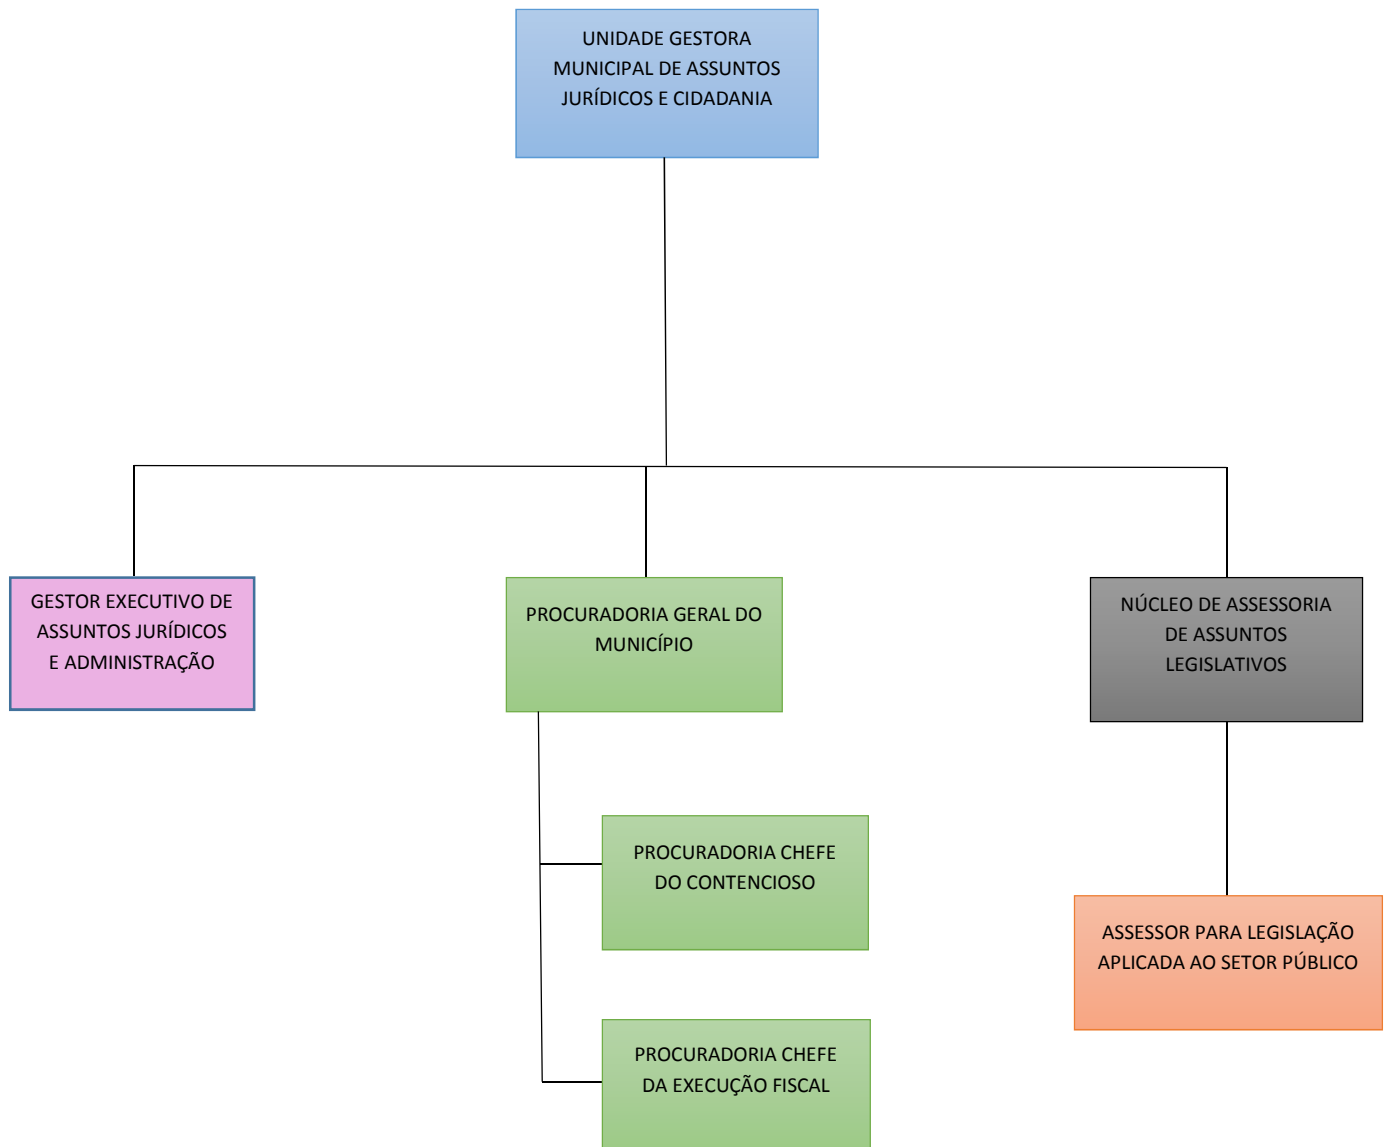 UNIDADE GESTORA
MUNICIPAL DE ASSUNTOS
JURÍDICOS E CIDADANIA
GESTOR EXECUTIVO DE
ASSUNTOS JURÍDICOS
E ADMINISTRAÇÃO
PROCURADORIA GERAL DO
MUNICÍPIO
NÚCLEO DE ASSESSORIA
DE ASSUNTOS
LEGISLATIVOS
PROCURADORIA CHEFE
DO CONTENCIOSO
ASSESSOR PARA LEGISLAÇÃO
APLICADA AO SETOR PÚBLICO
PROCURADORIA CHEFE
DA EXECUÇÃO FISCAL